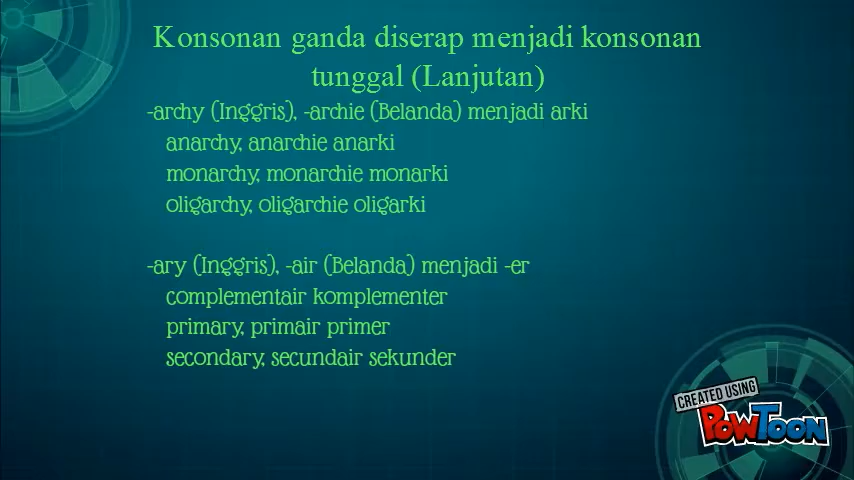 Konsonan ganda diserap menjadi konsonan
tunggal (Lanjutan)
-archy (Inggris), -archie (Belanda) menjadi arki
anarchy, anarchie anarki
monarchy, monarchie monarki
oligarchy, oligarchie oligarki
-ary (Inggris), -air (Belanda) menjadi -er
complementair komplementer
primary, primair primer
secondary, secundair sekunder
CREATED USING
POWTOON